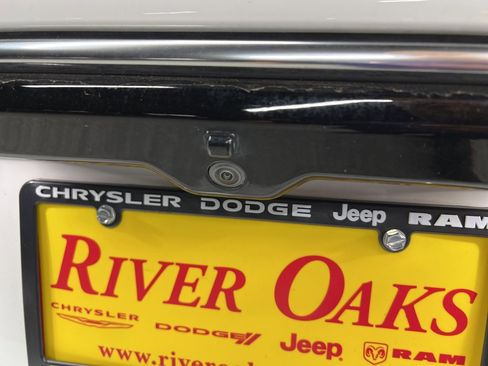 CHRYSLER DODGE Jeep RAM
RIVER OAKS
CHRYSLER DODGE Jeep RAM